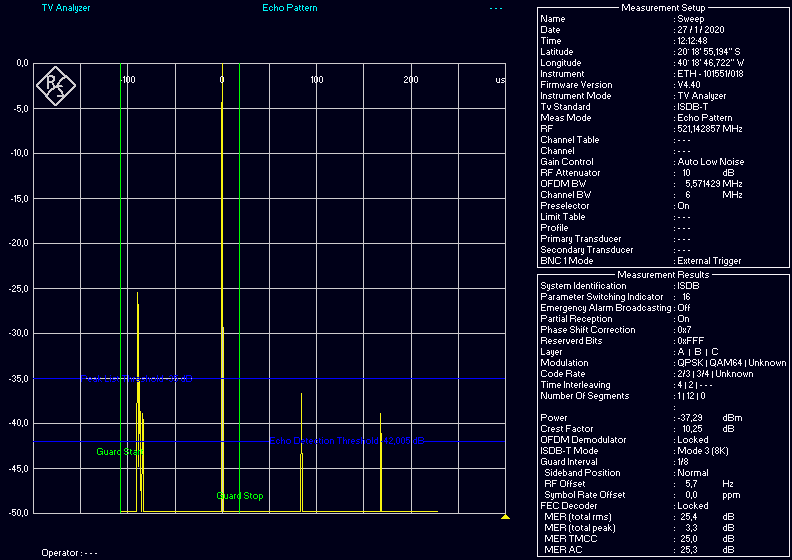 TV Analyzer Echo Pattern ---
0,0
-5,0
-10,0
-15,0
-20,0
-25,0
-30,0
-35,0
-40,0
-45,0
-50,0
-100 0 100 200 us
R S
Echo Detection Threshold -42,000 dB
Guard Start
Guard Stop
Operator : ---
Measurement Setup
Name : Sweep
Date : 27 / 1 / 2020
Time : 12:12:48
Latitude : 20° 18' 55,194'' S
Longitude : 40° 18' 46,722'' W
Instrument : ETH - 101551/018
Firmware Version : V4.40
Instrument Mode : TV Analyzer
Tv Standard : ISDB-T
Meas Mode : Echo Pattern
RF : 521,142857 MHz
Channel Table : ---
Channel : ---
Gain Control : Auto Low Noise
RF Attenuator : 10 dB
OFDM BW : 5,571429 MHz
Channel BW : 6 MHz
Preselector : On
Limit Table : ---
Profile : ---
Primary Transducer : ---
Secondary Transducer : ---
BNC 1 Mode : External Trigger
Measurement Results
System Identification : ISDB
Parameter Switching Indicator : 16
Emergency Alarm Broadcasting : Off
Partial Reception : On
Phase Shift Correction : 0x7
Reserverd Bits : 0xFFF
Layer : A | B | C
Modulation : QPSK | QAM64 | Unknown
Code Rate : 2/3 | 3/4 | Unknown
Time Interleaving : 4 | 2 | ---
Number Of Segments : 1 | 12 | 0
:
Power : -37,29 dBm
Crest Factor : 10,25 dB
OFDM Demodulator : Locked
ISDB-T Mode : Mode 3 (8K)
Guard Interval : 1/8
Sideband Position : Normal
RF Offset : 5,7 Hz
Symbol Rate Offset : 0,0 ppm
FEC Decoder : Locked
MER (total rms) : 25,4 dB
MER (total peak) : 3,3 dB
MER TMCC : 25,0 dB
MER AC : 25,3 dB